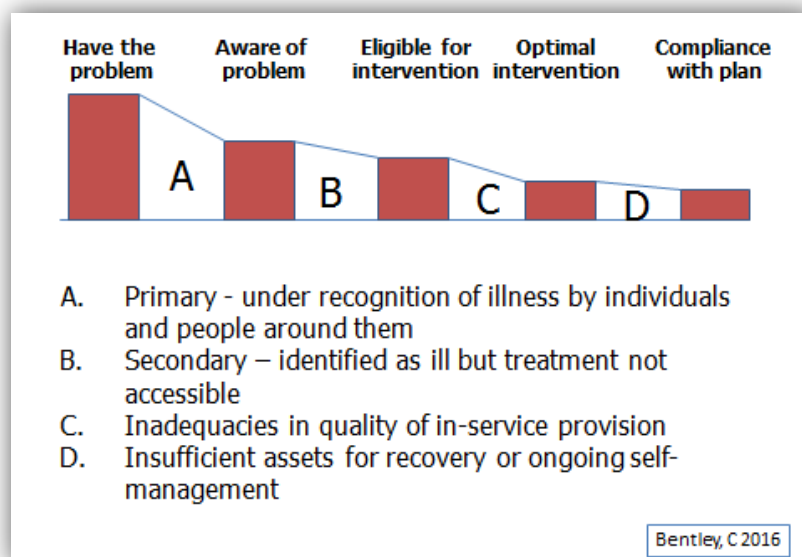 Have the problem
Aware of problem
Eligible for intervention
Optimal intervention
Compliance with plan
A
B
C
D
A. Primary - under recognition of illness by individuals
and people around them
B. Secondary – identified as ill but treatment not
accessible
C. Inadequacies in quality of in-service provision
D. Insufficient assets for recovery or ongoing self-
management
Bentley, C 2016